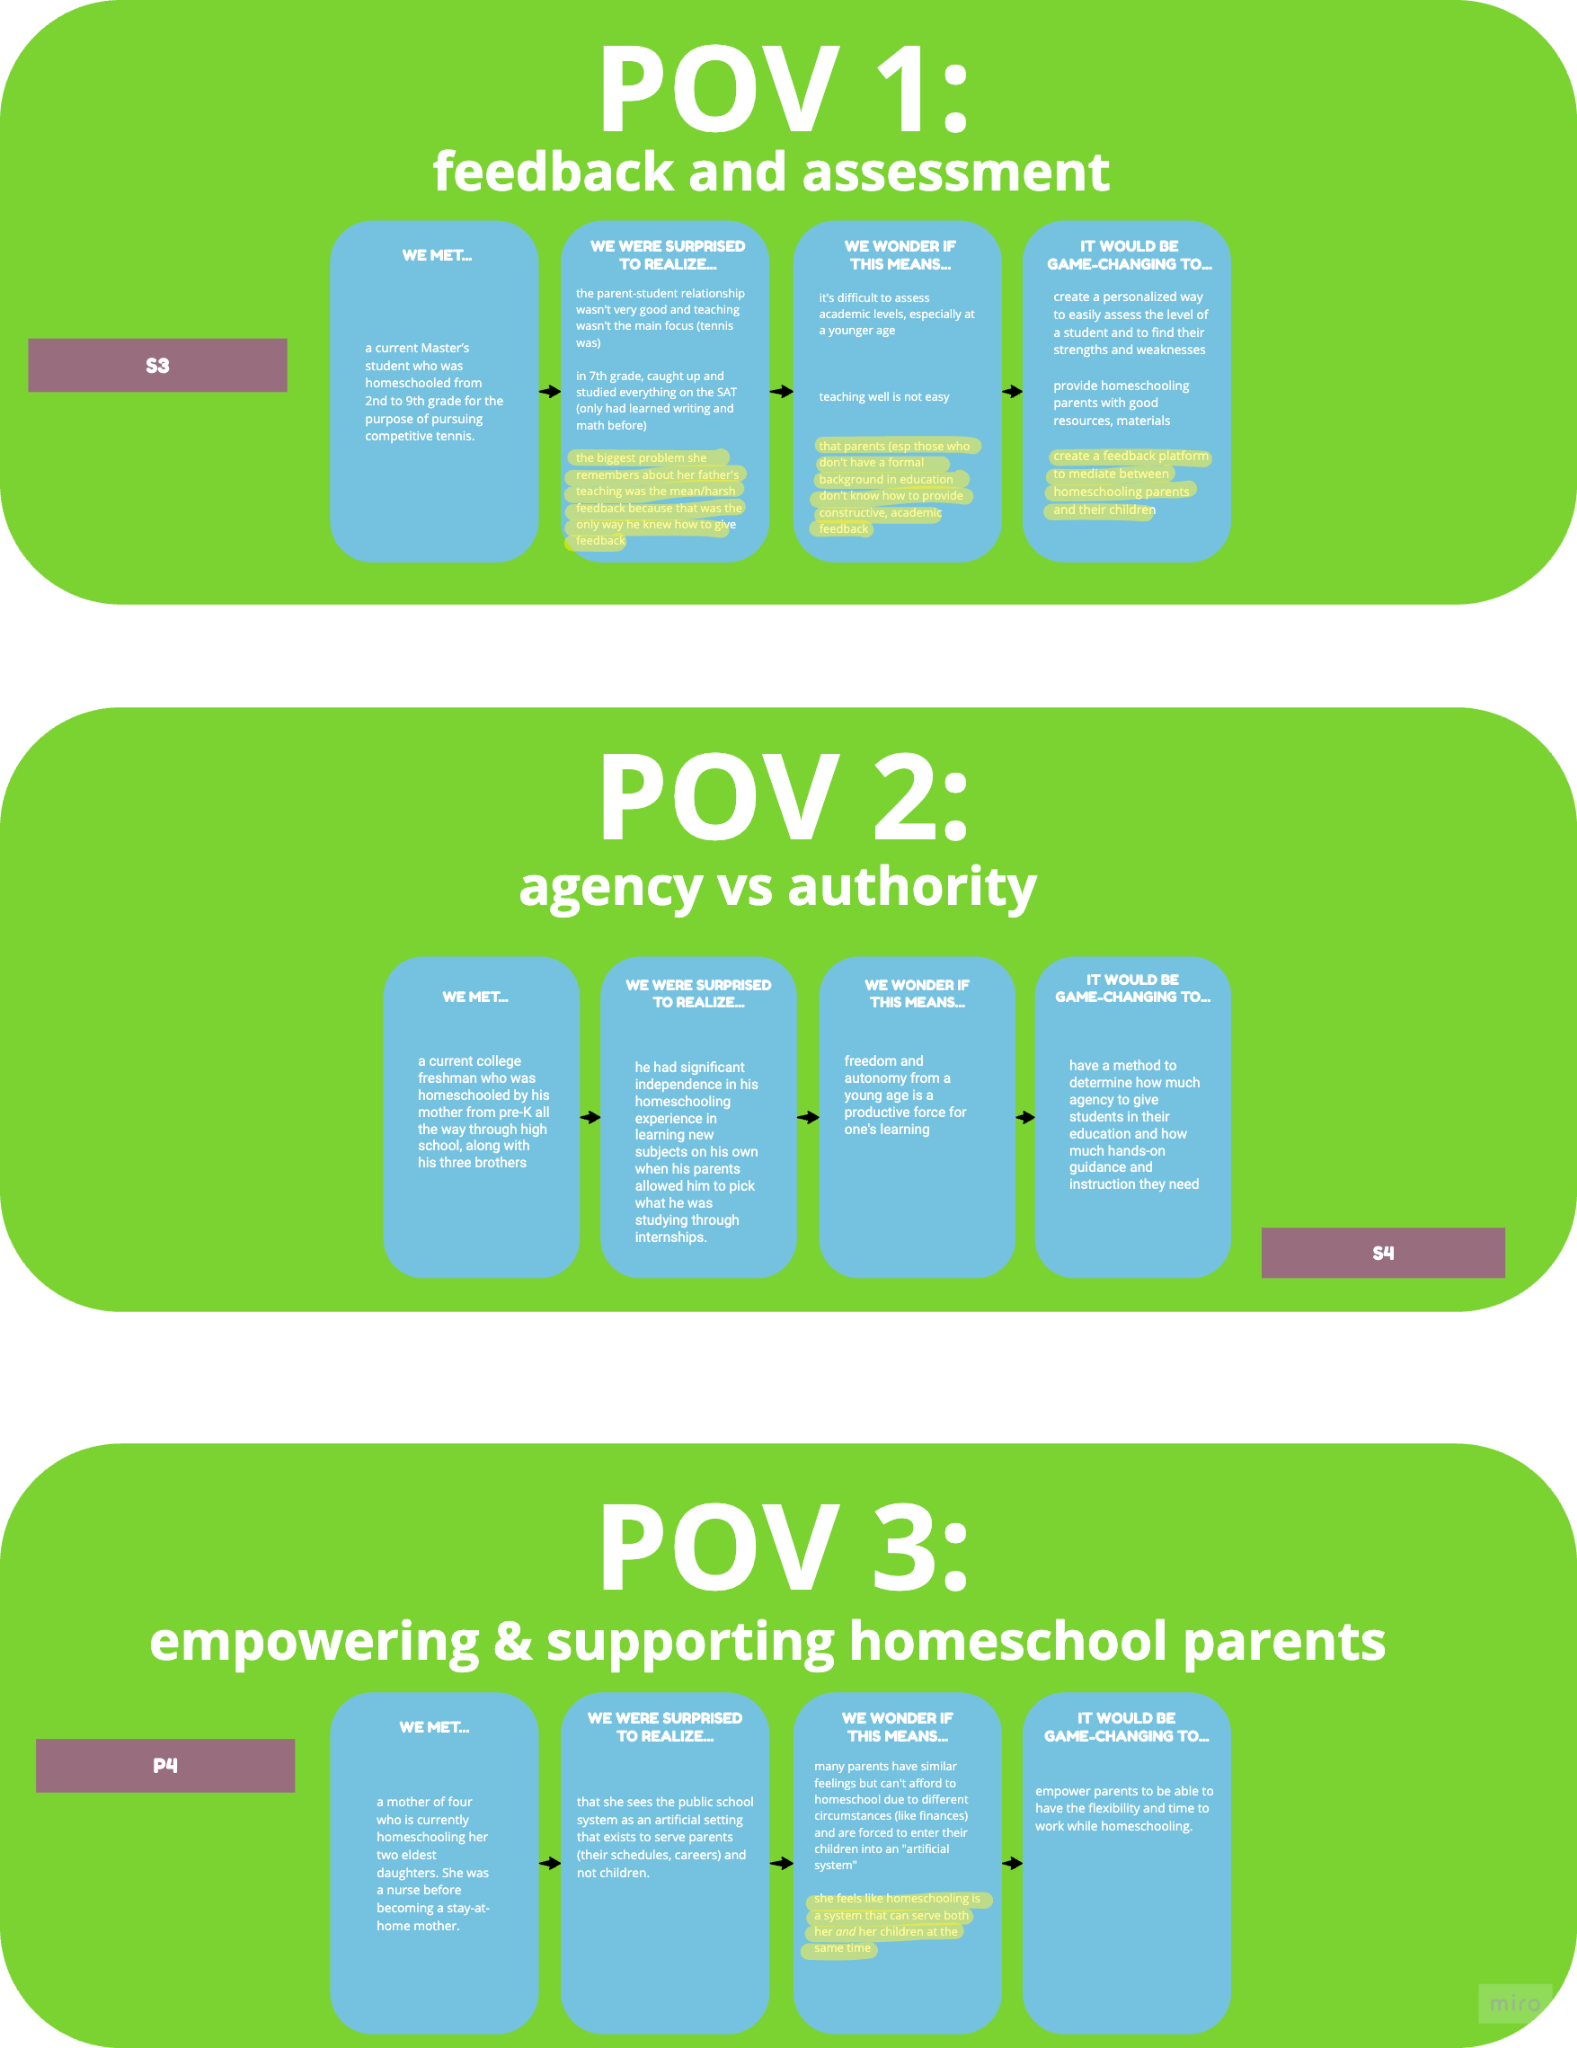 POV 1:
feedback and assessment
S3
WE MET...
a current Master's
student who was
homeschooled from
2nd to 9th grade for the
purpose of pursuing
competitive tennis.
WE WERE SURPRISED
TO REALIZE...
the parent-student relationship
wasn't very good and teaching
wasn't the main focus (tennis
was)
in 7th grade, caught up and
studied everything on the SAT
(only had learned writing and
math before)
the biggest problem she
remembers about her father's
teaching was the mean/harsh
feedback because that was the
only way he knew how to give
feedback
WE WONDER IF
THIS MEANS...
it's difficult to assess
academic levels, especially at
a younger age
teaching well is not easy
that parents (esp those who
don't have a formal
background in education
don't know how to provide
constructive, academic
feedback
IT WOULD BE
GAME-CHANGING TO...
create a personalized way
to easily assess the level of
a student and to find their
strengths and weaknesses
provide homeschooling
parents with good
resources, materials
create a feedback platform
to mediate between
homeschooling parents
and their children
POV 2:
agency vs authority
WE MET...
a current college
freshman who was
homeschooled by his
mother from pre-K all
the way through high
school, along with
his three brothers
WE WERE SURPRISED
TO REALIZE...
he had significant
independence in his
homeschooling
experience in
learning new
subjects on his own
when his parents
allowed him to pick
what he was
studying through
internships.
WE WONDER IF
THIS MEANS...
freedom and
autonomy from a
young age is a
productive force for
one's learning
IT WOULD BE
GAME-CHANGING TO...
have a method to
determine how much
agency to give
students in their
education and how
much hands-on
guidance and
instruction they need
S4
POV 3:
empowering & supporting homeschool parents
P4
WE MET...
a mother of four
who is currently
homeschooling her
two eldest
daughters. She was
a nurse before
becoming a stay-at-
home mother.
WE WERE SURPRISED
TO REALIZE...
that she sees the public school
system as an artificial setting
that exists to serve parents
(their schedules, careers) and
not children.
WE WONDER IF
THIS MEANS...
many parents have similar
feelings but can't afford to
homeschool due to different
circumstances (like finances)
and are forced to enter their
children into an "artificial
system"
she feels like homeschooling is
a system that can serve both
her and her children at the
same time
IT WOULD BE
GAME-CHANGING TO...
empower parents to be able to
have the flexibility and time to
work while homeschooling.
miro